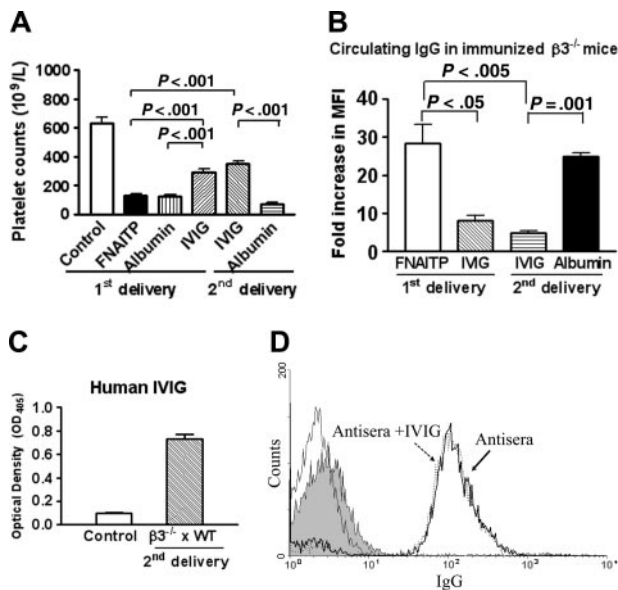 A
Platelet counts (10⁹/L)
1000
800
600
400
200
0
P < .001
P < .001
P < .001
P < .001
Control
FNAITP
Albumin
IVIG
IVIG
Albumin
1st delivery
2nd delivery
B
Circulating IgG in immunized β3-/- mice
Fold increase in MFI
40
30
20
10
0
P < .005
P < .05
P = .001
FNAITP
IVIG
IVIG
Albumin
1st delivery
2nd delivery
C
Human IVIG
Optical Density (OD405)
1.0
0.8
0.6
0.4
0.2
0.0
Control
β3-/- x WT
2nd delivery
D
Counts
200
0
Antisera +IVIG
Antisera
10⁰
10¹
10²
10³
10⁴
IgG